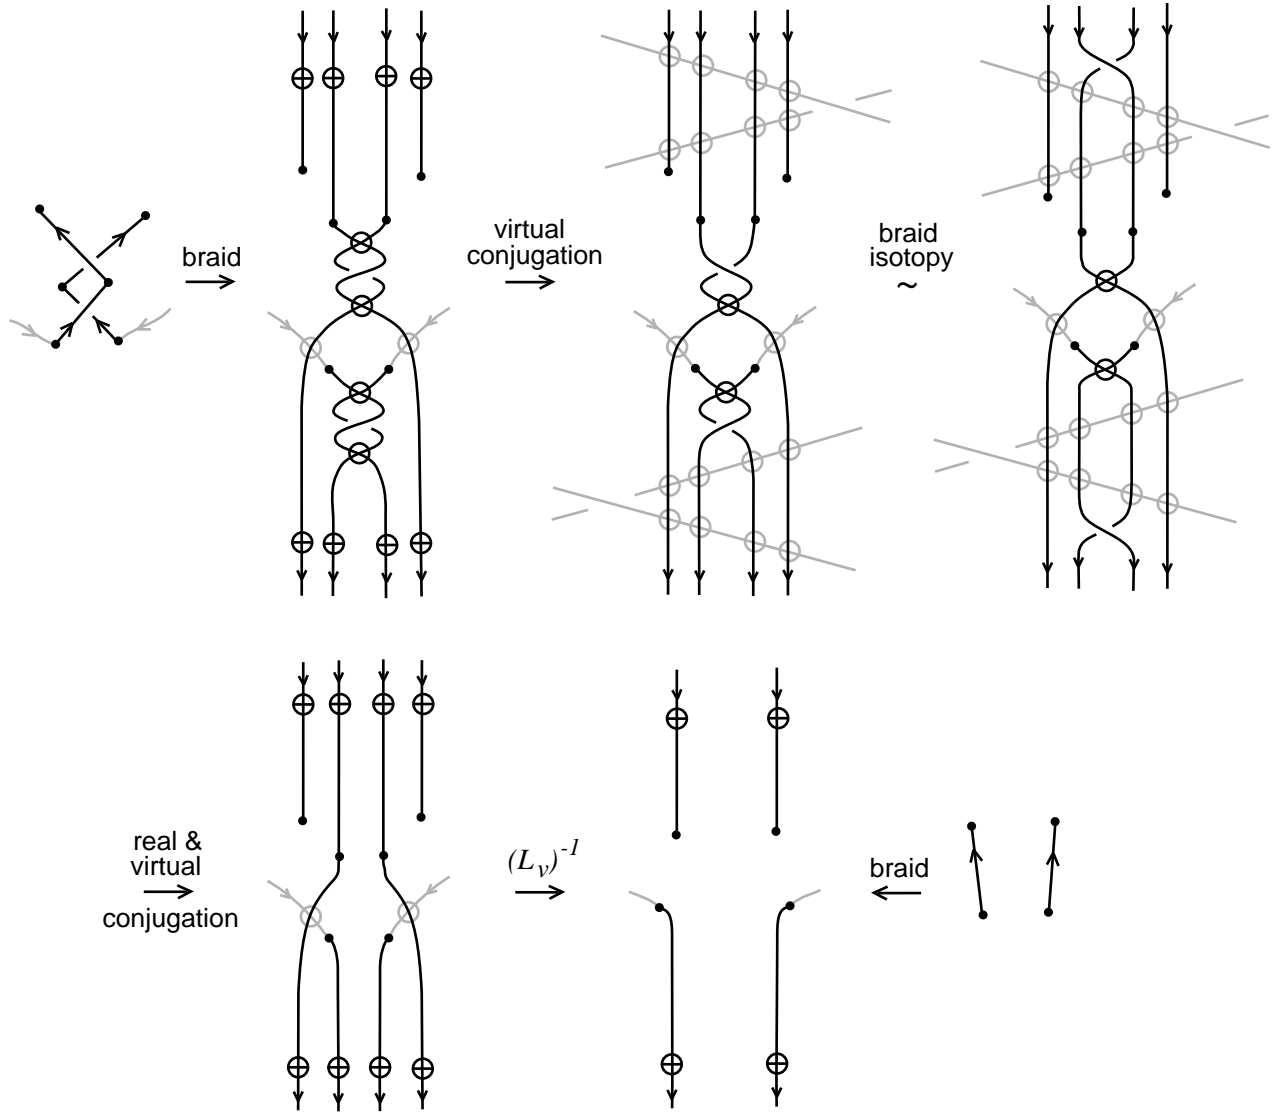 braid
virtual
conjugation
braid
isotopy
~
real &
virtual
conjugation
(L_v)^{-1}
braid